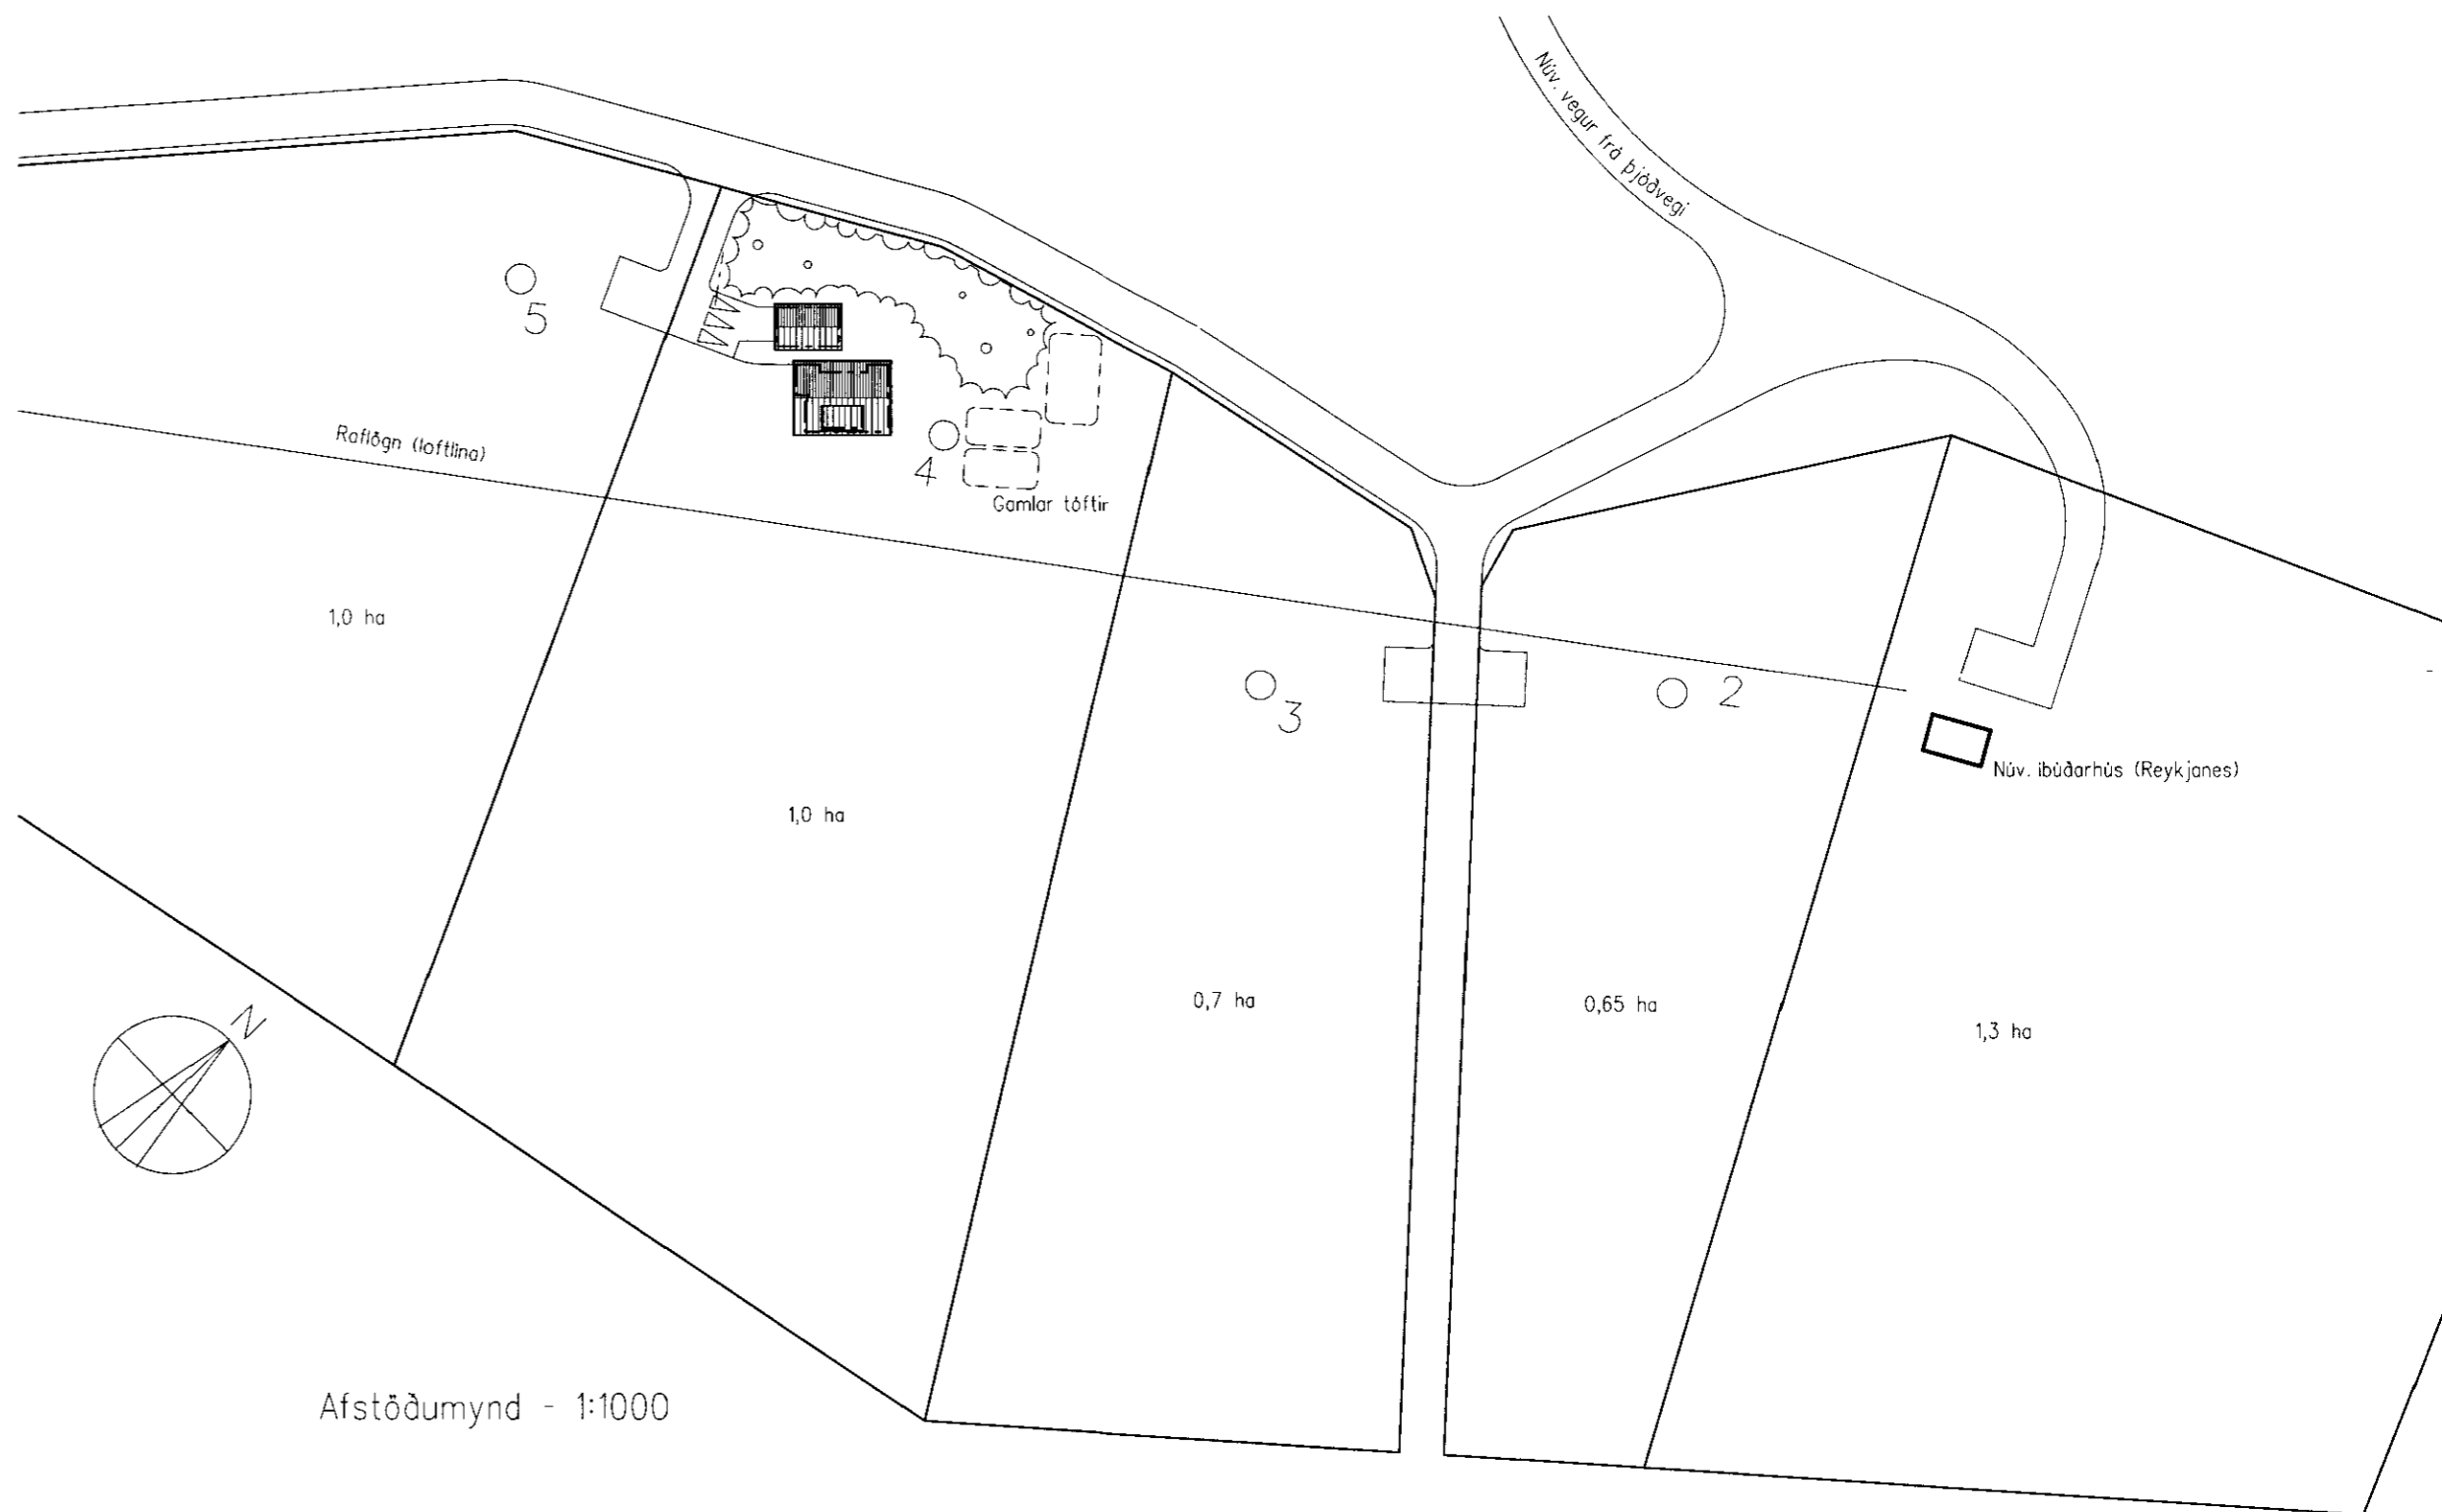 Núv. vegur frá þjóðvegi
5
Raflögn (loftlína)
4
Gamlar tóftir
1,0 ha
3
2
Núv. íbúðarhús (Reykjanes)
1,0 ha
0,7 ha
0,65 ha
1,3 ha
N
Afstöðumynd - 1:1000